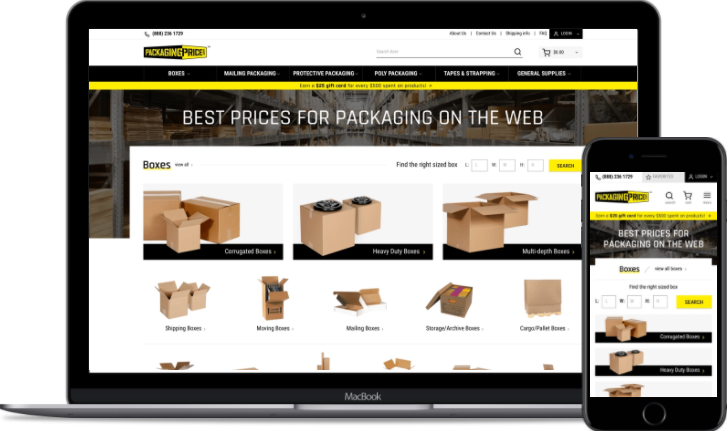 (888) 236 1729
About Us | Contact Us | Shipping info | FAQ
LOGIN
PACKAGINGPRICE
Search here
$0.00
BOXES
MAILING PACKAGING
PROTECTIVE PACKAGING
POLY PACKAGING
TAPES & STRAPPING
GENERAL SUPPLIES
Earn a $25 gift card for every $500 spent on products!
BEST PRICES FOR PACKAGING ON THE WEB
Boxes view all
Find the right sized box L: L W: W H: H SEARCH
Corrugated Boxes
Heavy Duty Boxes
Multi-depth Boxes
Shipping Boxes
Moving Boxes
Mailing Boxes
Storage/Archive Boxes
Cargo/Pallet Boxes
MacBook
(888) 236 1729
LOGIN
PACKAGINGPRICE
search
cart
menu
Earn a $25 gift card for every $500 spent on products!
BEST PRICES FOR
PACKAGING ON THE WEB
Boxes view all boxes
Find the right sized box
L: L W: W H: H SEARCH
Corrugated Boxes
Heavy Duty Boxes